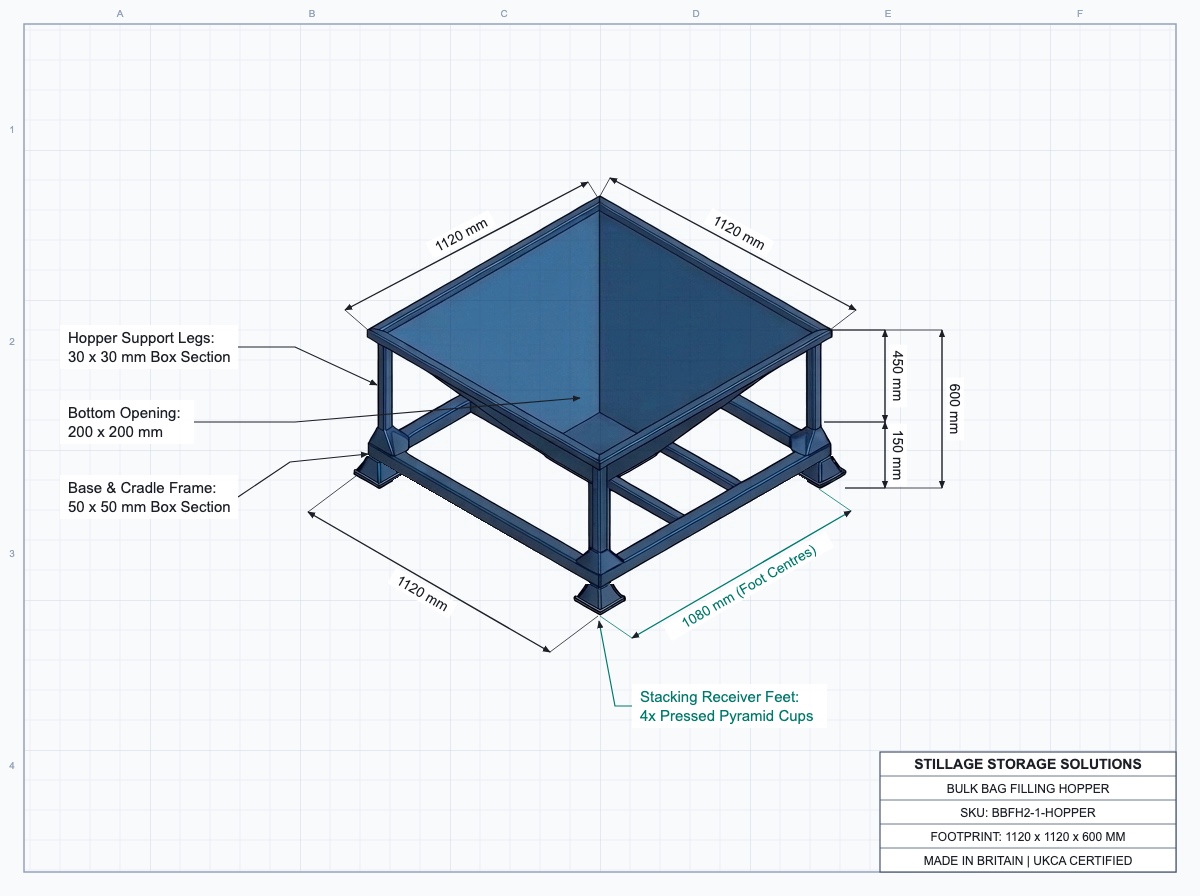 A B C D E F
1
1120 mm
1120 mm
2
Hopper Support Legs:
30 x 30 mm Box Section
450 mm
600 mm
Bottom Opening:
200 x 200 mm
150 mm
Base & Cradle Frame:
50 x 50 mm Box Section
3
1120 mm
1080 mm (Foot Centres)
Stacking Receiver Feet:
4x Pressed Pyramid Cups
4
STILLAGE STORAGE SOLUTIONS
BULK BAG FILLING HOPPER
SKU: BBFH2-1-HOPPER
FOOTPRINT: 1120 x 1120 x 600 MM
MADE IN BRITAIN | UKCA CERTIFIED